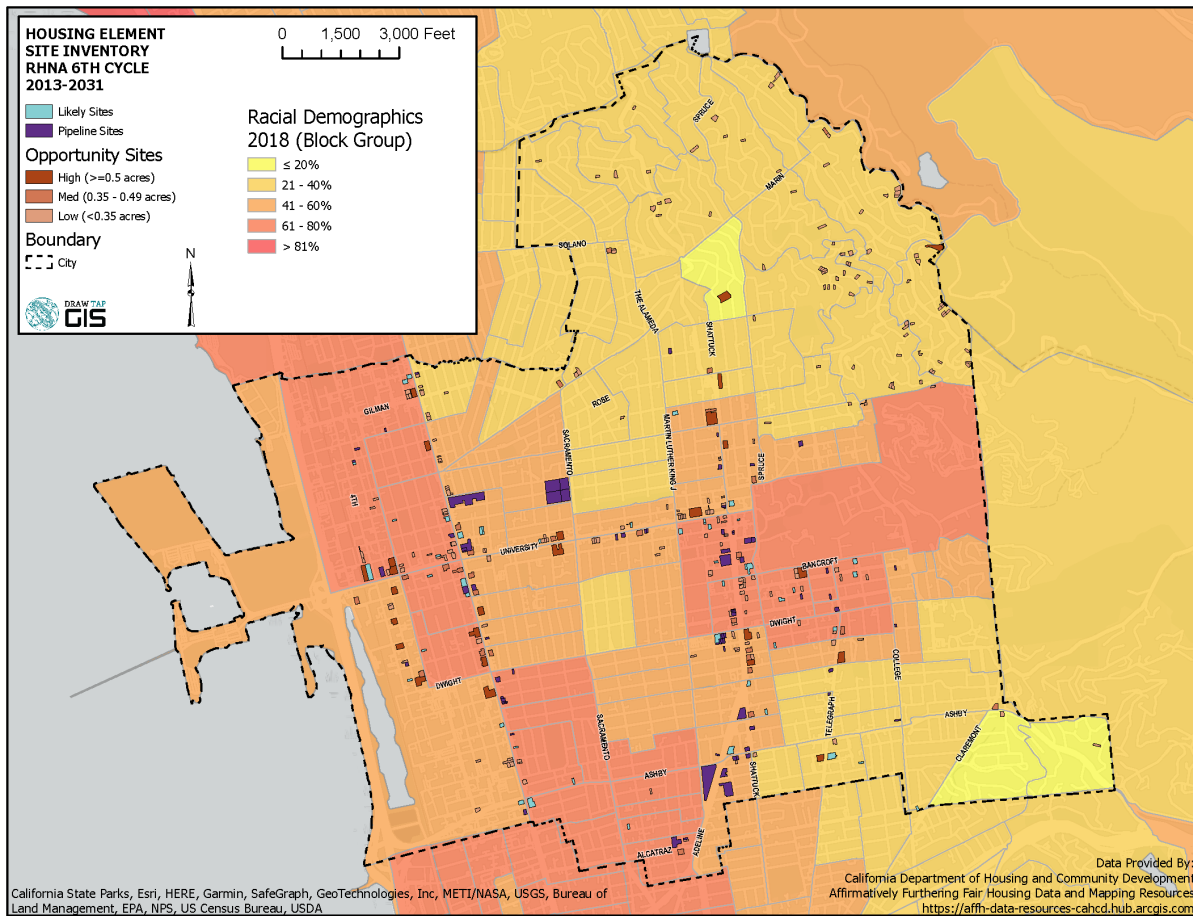 HOUSING ELEMENT
SITE INVENTORY
RHNA 6TH CYCLE
2013-2031
Likely Sites
Pipeline Sites
Opportunity Sites
High (>=0.5 acres)
Med (0.35 - 0.49 acres)
Low (<0.35 acres)
Boundary
City
DRAW TAP
GIS
0 1,500 3,000 Feet
Racial Demographics
2018 (Block Group)
≤ 20%
21 - 40%
41 - 60%
61 - 80%
> 81%
N
SPRUCE
MARIN
SOLANO
THE ALAMEDA
SHATTUCK
GILMAN
ROSE
SACRAMENTO
MARTIN LUTHER KING J
SPRUCE
4TH
UNIVERSITY
BANCROFT
DWIGHT
DWIGHT
COLLEGE
SACRAMENTO
TELEGRAPH
ASHBY
CLAREMONT
ASHBY
SHATTUCK
ADELINE
ALCATRAZ
California State Parks, Esri, HERE, Garmin, SafeGraph, GeoTechnologies, Inc, METI/NASA, USGS, Bureau of
Land Management, EPA, NPS, US Census Bureau, USDA
Data Provided By:
California Department of Housing and Community Development
Affirmatively Furthering Fair Housing Data and Mapping Resources
https://affh-data-resources-cahcd.hub.arcgis.com